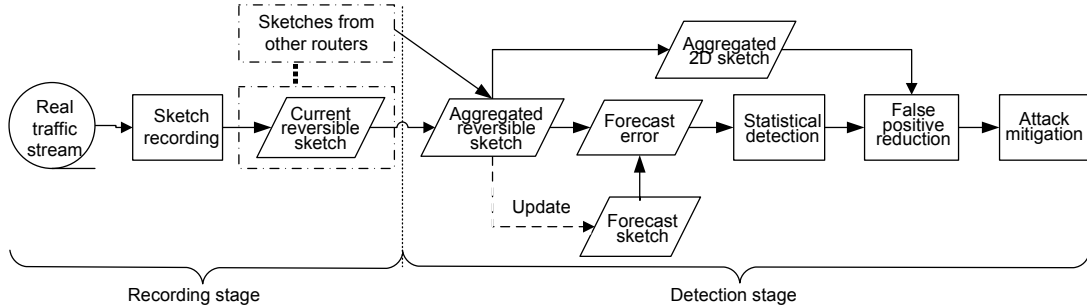 Sketches from
other routers
Aggregated
2D sketch
Real
traffic
stream
Sketch
recording
Current
reversible
sketch
Aggregated
reversible
sketch
Forecast
error
Statistical
detection
False
positive
reduction
Attack
mitigation
Update
Forecast
sketch
Recording stage
Detection stage